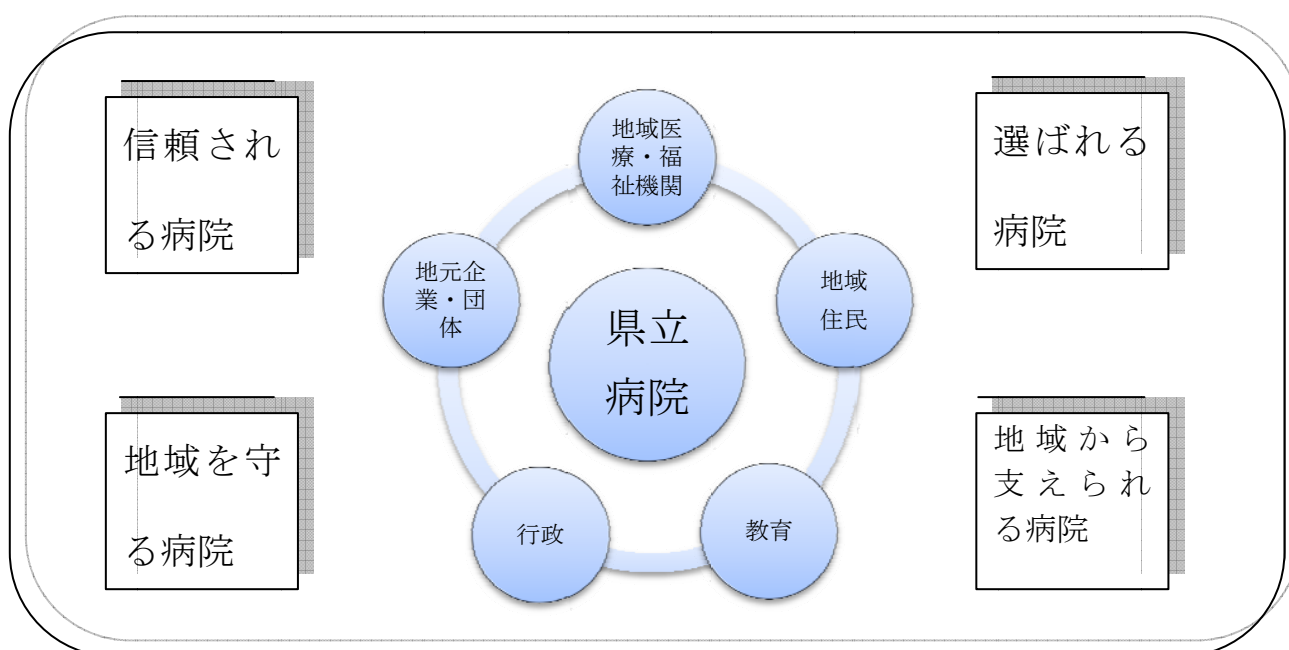 信頼され
る病院
地域医
療・福
祉機関
選ばれる
病院
地元企
業・団
体
地域
住民
県立
病院
地域を守
る病院
行政
教育
地域から
支えられ
る病院